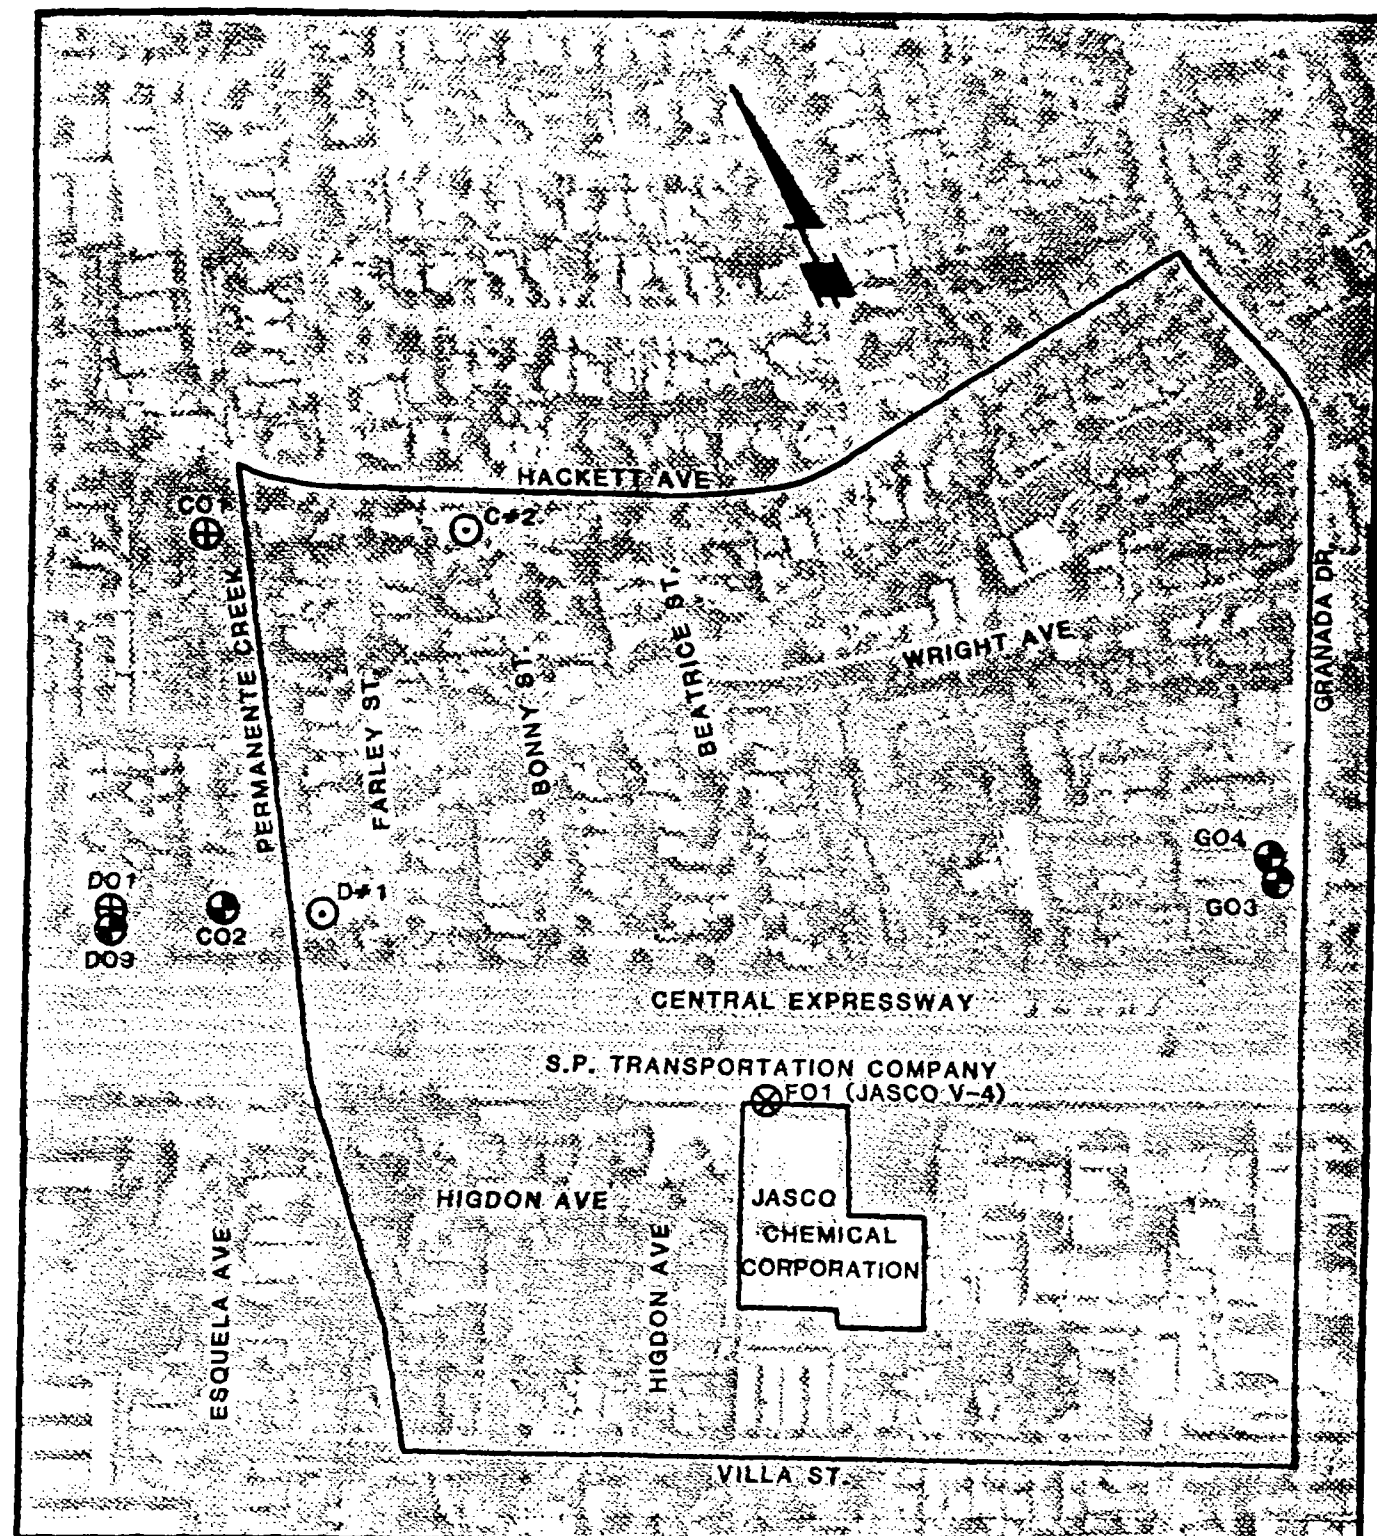 HACKETT AVE
CO1
C#2
PERMANENTE CREEK
FARLEY ST.
BONNY ST.
BEATRICE ST.
WRIGHT AVE
GRANADA DR.
GO4
GO3
DO1
DO3
CO2
D#1
CENTRAL EXPRESSWAY
S.P. TRANSPORTATION COMPANY
FO1 (JASCO V-4)
HIGDON AVE
JASCO
CHEMICAL
CORPORATION
ESQUELA AVE
HIGDON AVE
VILLA ST.